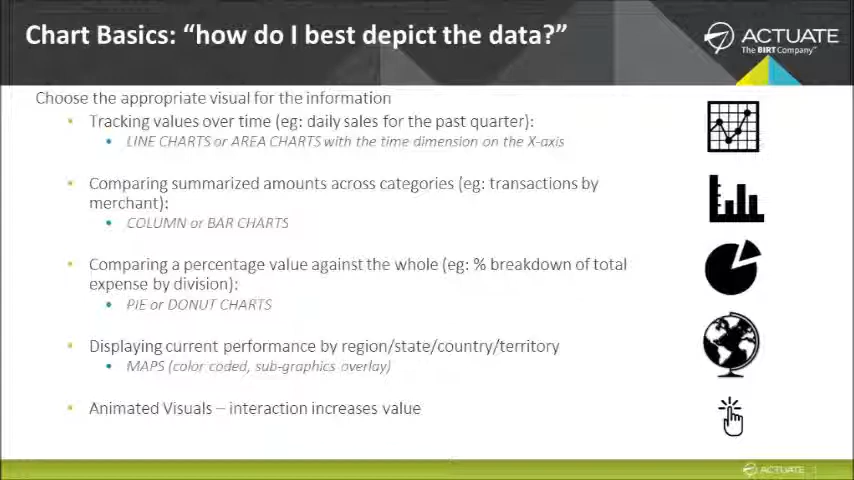 Chart Basics: “how do I best depict the data?”
ACTUATE
The BIRT Company™
Choose the appropriate visual for the information
Tracking values over time (eg: daily sales for the past quarter):
LINE CHARTS or AREA CHARTS with the time dimension on the X-axis
Comparing summarized amounts across categories (eg: transactions by
merchant):
COLUMN or BAR CHARTS
Comparing a percentage value against the whole (eg: % breakdown of total
expense by division):
PIE or DONUT CHARTS
Displaying current performance by region/state/country/territory
MAPS (color coded, sub-graphics overlay)
Animated Visuals – interaction increases value
ACTUATE